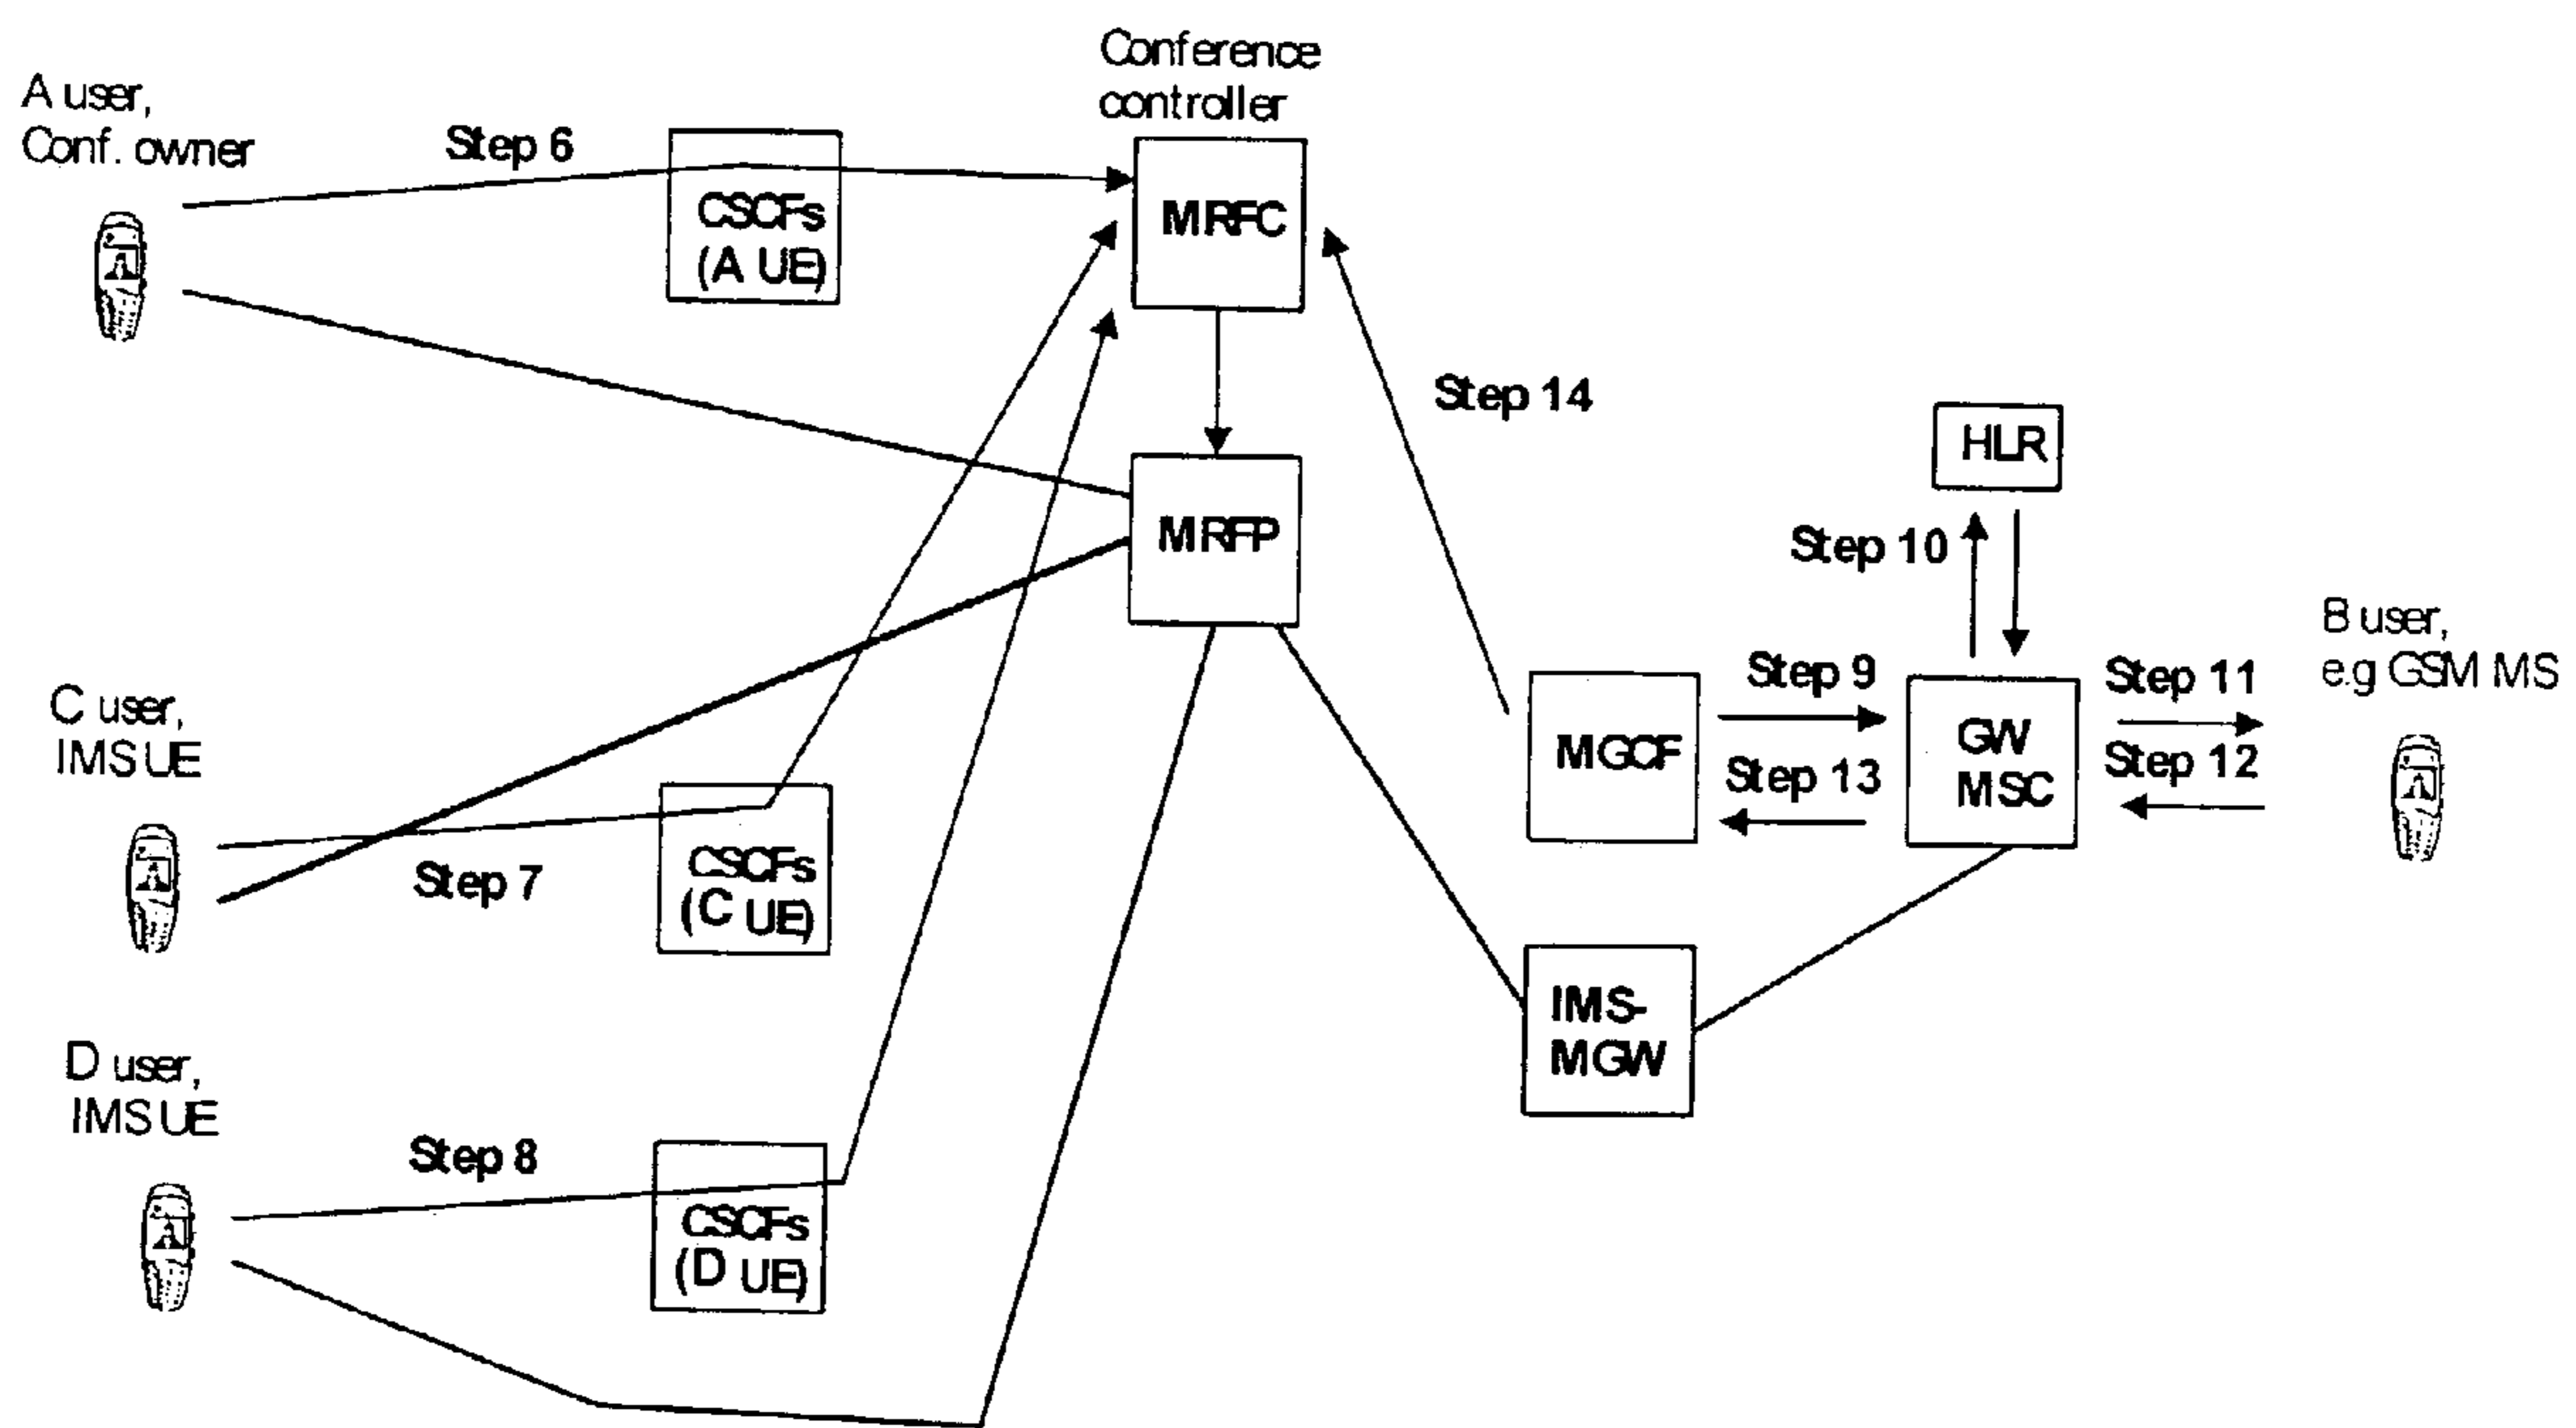 Conference
controller
A user,
Conf. owner
Step 6
CSCFs
(A UE)
MRFC
Step 14
HLR
MRFP
Step 10
B user,
e.g GSM MS
Step 9
Step 11
C user,
IMS UE
MGCF
GW
MSC
Step 13
Step 12
CSCFs
(C UE)
Step 7
IMS-
MGW
D user,
IMS UE
Step 8
CSCFs
(D UE)